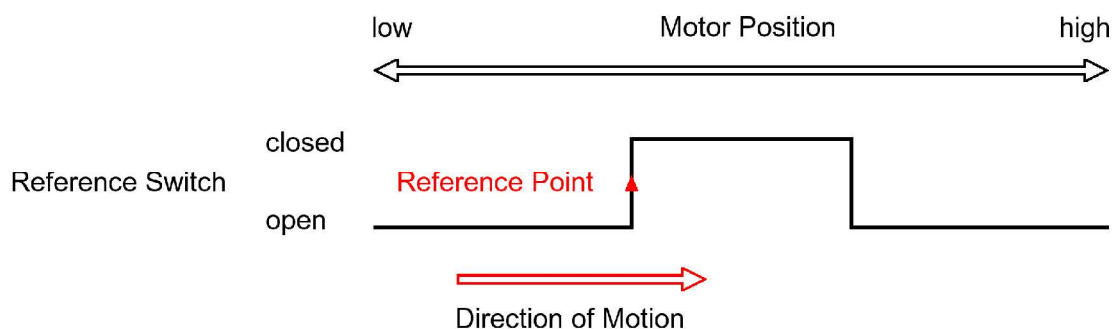 low Motor Position high
closed
Reference Switch Reference Point
open
Direction of Motion